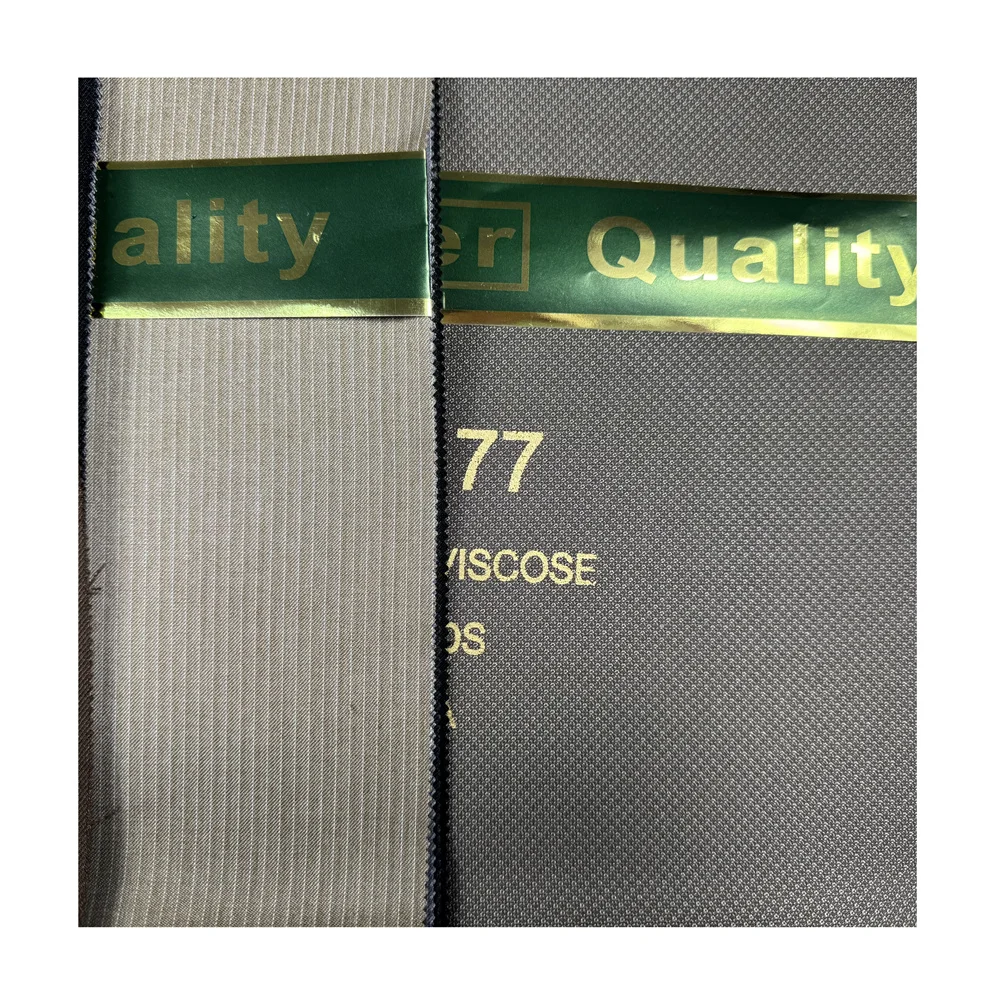 ality
er Quality
77
VISCOSE
DS
A